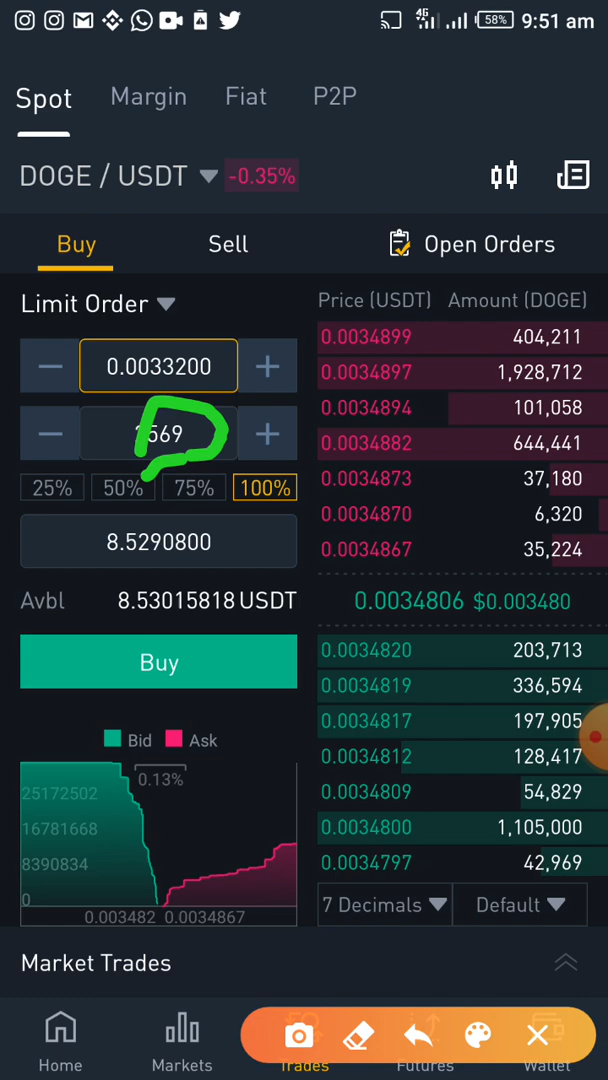 4G
58%
9:51 am
Spot Margin Fiat P2P
DOGE / USDT -0.35%
Buy Sell Open Orders
Limit Order
Price (USDT) Amount (DOGE)
0.0034899 404,211
− 0.0033200 +
0.0034897 1,928,712
0.0034894 101,058
− 569 +
0.0034882 644,441
0.0034873 37,180
25% 50% 75% 100%
0.0034870 6,320
8.5290800
0.0034867 35,224
Avbl 8.53015818 USDT
0.0034806 $0.003480
Buy
0.0034820 203,713
0.0034819 336,594
0.0034817 197,905
Bid Ask
0.0034812 128,417
0.13%
25172502
0.0034809 54,829
16781668
0.0034800 1,105,000
8390834
0.0034797 42,969
0
0.003482 0.0034867
7 Decimals Default
Market Trades
Home Markets Trades Futures Wallet